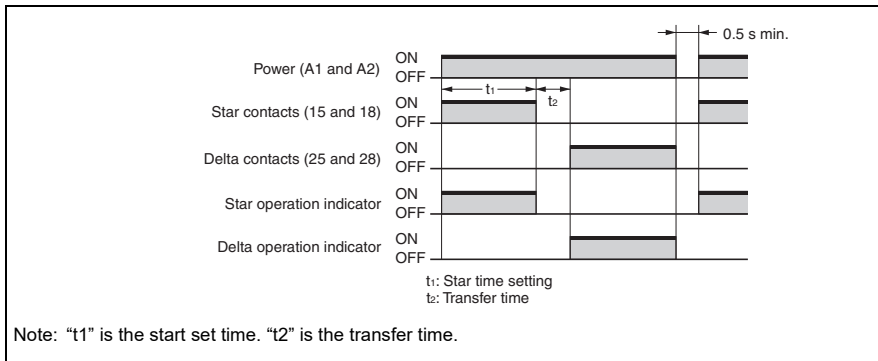 0.5 s min.
Power (A1 and A2) ON
OFF
t1
t2
Star contacts (15 and 18) ON
OFF
Delta contacts (25 and 28) ON
OFF
Star operation indicator ON
OFF
Delta operation indicator ON
OFF
t1: Star time setting
t2: Transfer time
Note: “t1” is the start set time. “t2” is the transfer time.